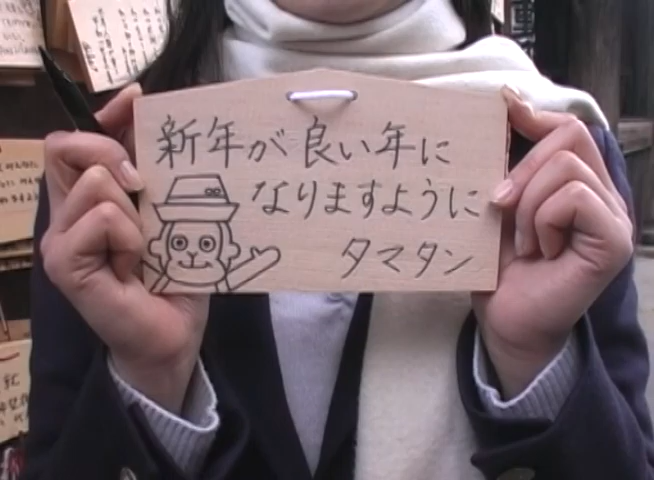 新年が良い年に
なりますように
タマタン